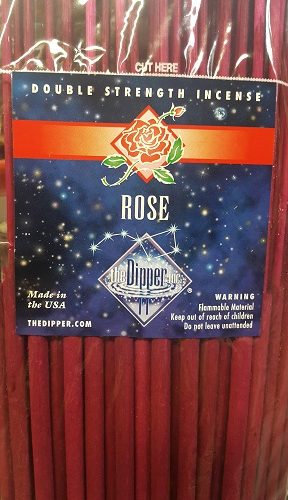 CUT HERE
DOUBLE STRENGTH INCENSE
ROSE
the Dipper inc.
®
Made in
the USA
THEDIPPER.COM
WARNING
Flammable Material
Keep out of reach of children
Do not leave unattended